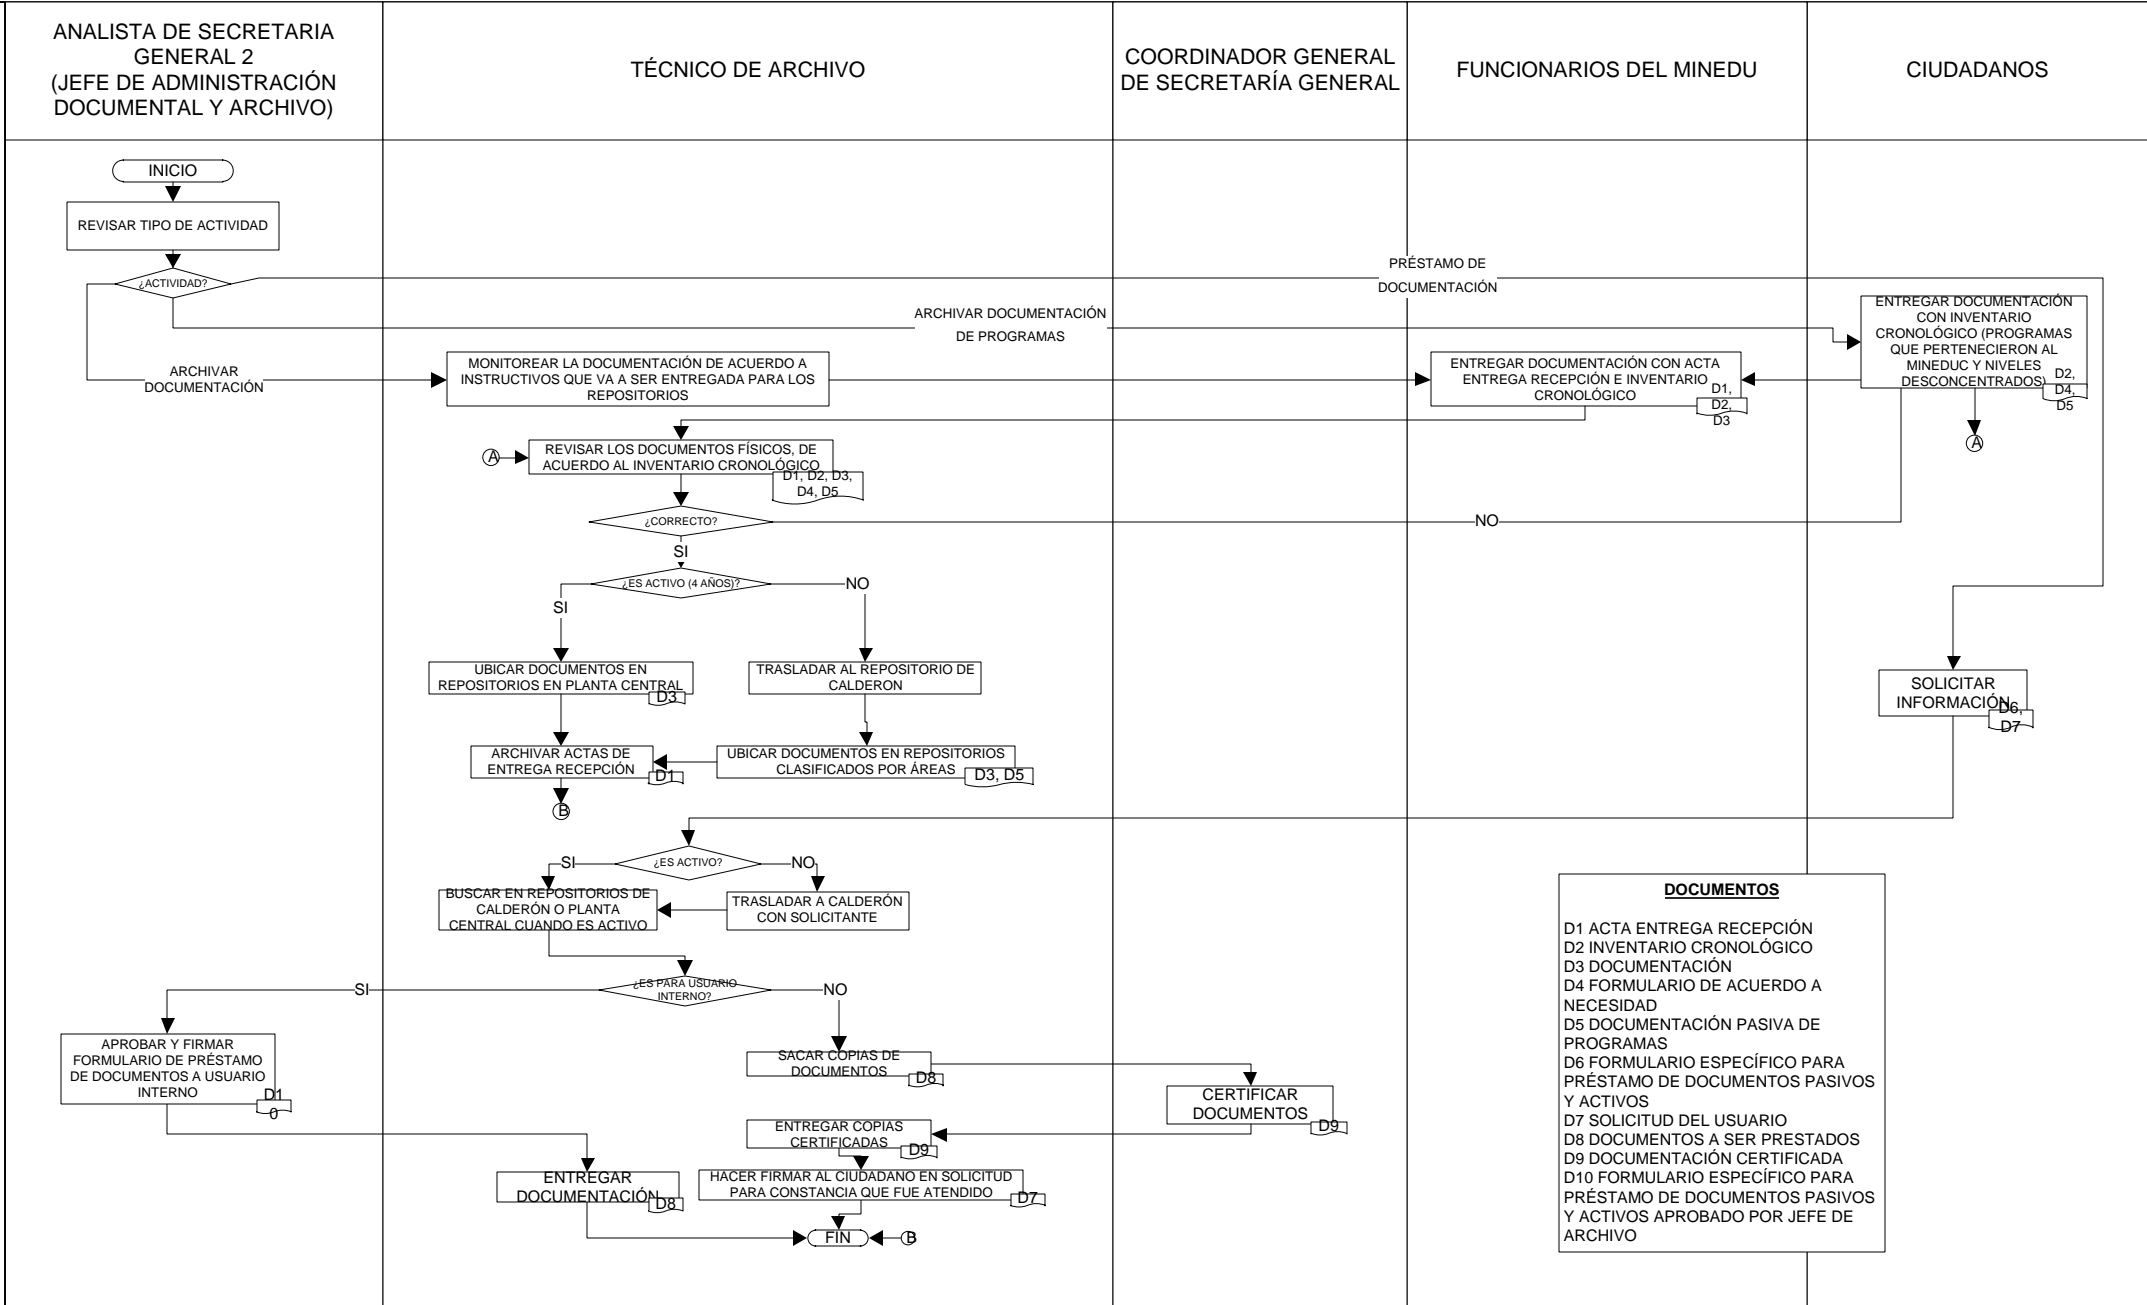 ANALISTA DE SECRETARIA
GENERAL 2
(JEFE DE ADMINISTRACIÓN
DOCUMENTAL Y ARCHIVO)
TÉCNICO DE ARCHIVO
COORDINADOR GENERAL
DE SECRETARÍA GENERAL
FUNCIONARIOS DEL MINEDU
CIUDADANOS
INICIO
REVISAR TIPO DE ACTIVIDAD
¿ACTIVIDAD?
PRÉSTAMO DE
DOCUMENTACIÓN
ARCHIVAR DOCUMENTACIÓN
DE PROGRAMAS
ARCHIVAR
DOCUMENTACIÓN
MONITOREAR LA DOCUMENTACIÓN DE ACUERDO A
INSTRUCTIVOS QUE VA A SER ENTREGADA PARA LOS
REPOSITORIOS
ENTREGAR DOCUMENTACIÓN CON ACTA
ENTREGA RECEPCIÓN E INVENTARIO
CRONOLÓGICO
D1,
D2,
D3
ENTREGAR DOCUMENTACIÓN
CON INVENTARIO
CRONOLÓGICO (PROGRAMAS
QUE PERTENECIERON AL
MINEDUC Y NIVELES
DESCONCENTRADOS)
D2,
D4,
D5
A
A
REVISAR LOS DOCUMENTOS FÍSICOS, DE
ACUERDO AL INVENTARIO CRONOLÓGICO
D1, D2, D3,
D4, D5
¿CORRECTO?
NO
SI
¿ES ACTIVO (4 AÑOS)?
NO
SI
UBICAR DOCUMENTOS EN
REPOSITORIOS EN PLANTA CENTRAL
D3
TRASLADAR AL REPOSITORIO DE
CALDERON
SOLICITAR
INFORMACIÓN
D6,
D7
ARCHIVAR ACTAS DE
ENTREGA RECEPCIÓN
D1
UBICAR DOCUMENTOS EN REPOSITORIOS
CLASIFICADOS POR ÁREAS
D3, D5
B
¿ES ACTIVO?
SI
NO
BUSCAR EN REPOSITORIOS DE
CALDERÓN O PLANTA
CENTRAL CUANDO ES ACTIVO
TRASLADAR A CALDERÓN
CON SOLICITANTE
¿ES PARA USUARIO
INTERNO?
SI
NO
APROBAR Y FIRMAR
FORMULARIO DE PRÉSTAMO
DE DOCUMENTOS A USUARIO
INTERNO
D1
0
SACAR COPIAS DE
DOCUMENTOS
D8
CERTIFICAR
DOCUMENTOS
D9
ENTREGAR COPIAS
CERTIFICADAS
D9
ENTREGAR
DOCUMENTACIÓN
D8
HACER FIRMAR AL CIUDADANO EN SOLICITUD
PARA CONSTANCIA QUE FUE ATENDIDO
D7
FIN
B
DOCUMENTOS
D1 ACTA ENTREGA RECEPCIÓN
D2 INVENTARIO CRONOLÓGICO
D3 DOCUMENTACIÓN
D4 FORMULARIO DE ACUERDO A
NECESIDAD
D5 DOCUMENTACIÓN PASIVA DE
PROGRAMAS
D6 FORMULARIO ESPECÍFICO PARA
PRÉSTAMO DE DOCUMENTOS PASIVOS
Y ACTIVOS
D7 SOLICITUD DEL USUARIO
D8 DOCUMENTOS A SER PRESTADOS
D9 DOCUMENTACIÓN CERTIFICADA
D10 FORMULARIO ESPECÍFICO PARA
PRÉSTAMO DE DOCUMENTOS PASIVOS
Y ACTIVOS APROBADO POR JEFE DE
ARCHIVO